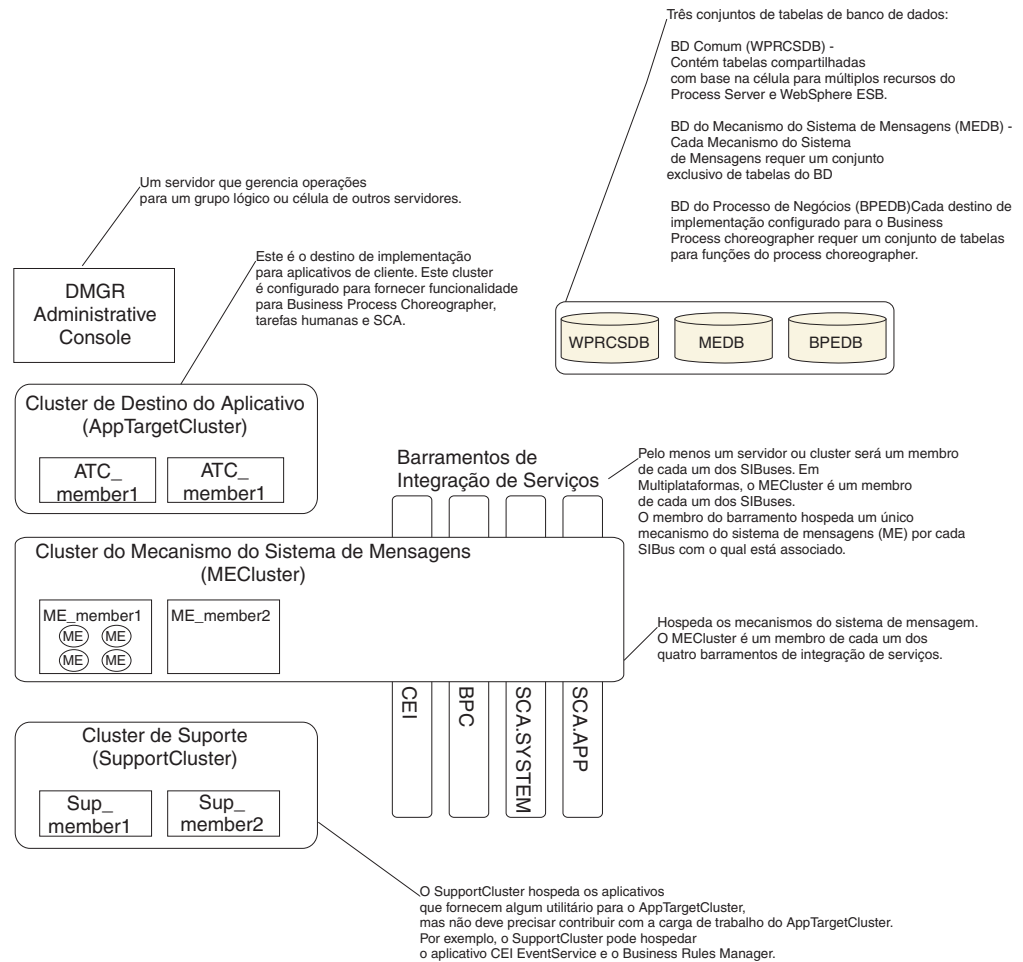 Três conjuntos de tabelas de banco de dados:
BD Comum (WPRCSDB) -
Contém tabelas compartilhadas
com base na célula para múltiplos recursos do
Process Server e WebSphere ESB.
BD do Mecanismo do Sistema de Mensagens (MEDB) -
Cada Mecanismo do Sistema
de Mensagens requer um conjunto
exclusivo de tabelas do BD
BD do Processo de Negócios (BPEDB)Cada destino de
implementação configurado para o Business
Process choreographer requer um conjunto de tabelas
para funções do process choreographer.
Um servidor que gerencia operações
para um grupo lógico ou célula de outros servidores.
Este é o destino de implementação
para aplicativos de cliente. Este cluster
é configurado para fornecer funcionalidade
para Business Process Choreographer,
tarefas humanas e SCA.
DMGR
Administrative
Console
WPRCSDB
MEDB
BPEDB
Cluster de Destino do Aplicativo
(AppTargetCluster)
ATC_
member1
ATC_
member1
Barramentos de
Integração de Serviços
Pelo menos um servidor ou cluster será um membro
de cada um dos SIBuses. Em
Multiplataformas, o MECluster é um membro
de cada um dos SIBuses.
O membro do barramento hospeda um único
mecanismo do sistema de mensagens (ME) por cada
SIBus com o qual está associado.
Cluster do Mecanismo do Sistema de Mensagens
(MECluster)
ME_member1
ME ME
ME ME
ME_member2
Hospeda os mecanismos do sistema de mensagem.
O MECluster é um membro de cada um dos
quatro barramentos de integração de serviços.
CEI
BPC
SCA.SYSTEM
SCA.APP
Cluster de Suporte
(SupportCluster)
Sup_
member1
Sup_
member2
O SupportCluster hospeda os aplicativos
que fornecem algum utilitário para o AppTargetCluster,
mas não deve precisar contribuir com a carga de trabalho do AppTargetCluster.
Por exemplo, o SupportCluster pode hospedar
o aplicativo CEI EventService e o Business Rules Manager.